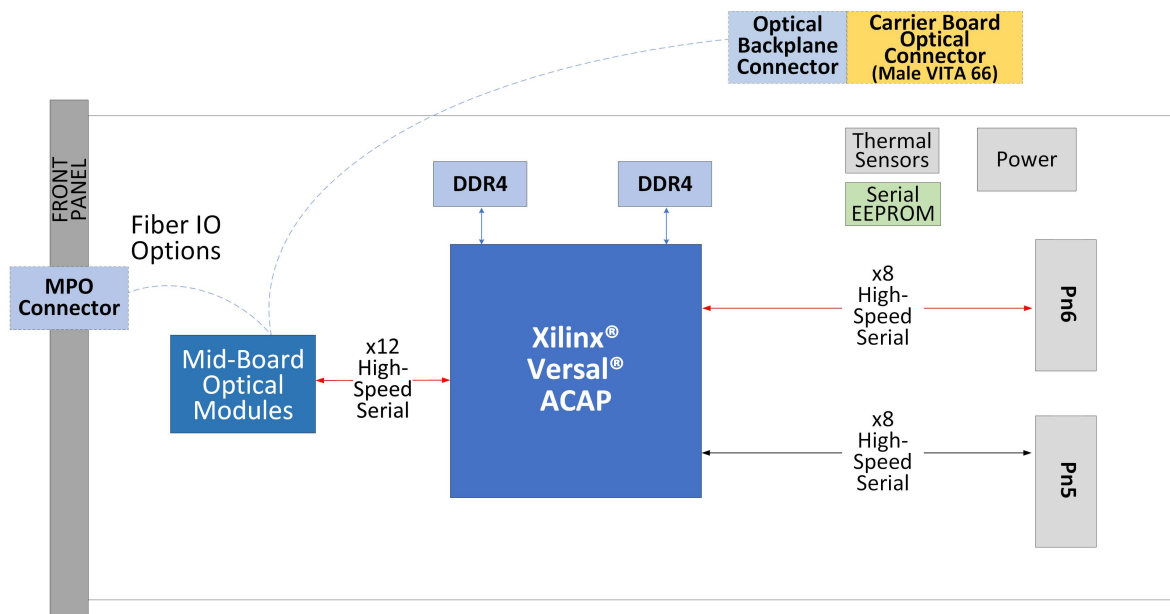 Optical
Backplane
Connector
Carrier Board
Optical
Connector
(Male VITA 66)
FRONT
PANEL
Thermal
Sensors
Power
Serial
EEPROM
DDR4
DDR4
Fiber IO
Options
MPO
Connector
Mid-Board
Optical
Modules
x12
High-
Speed
Serial
Xilinx®
Versal®
ACAP
x8
High-
Speed
Serial
Pn6
x8
High-
Speed
Serial
Pn5